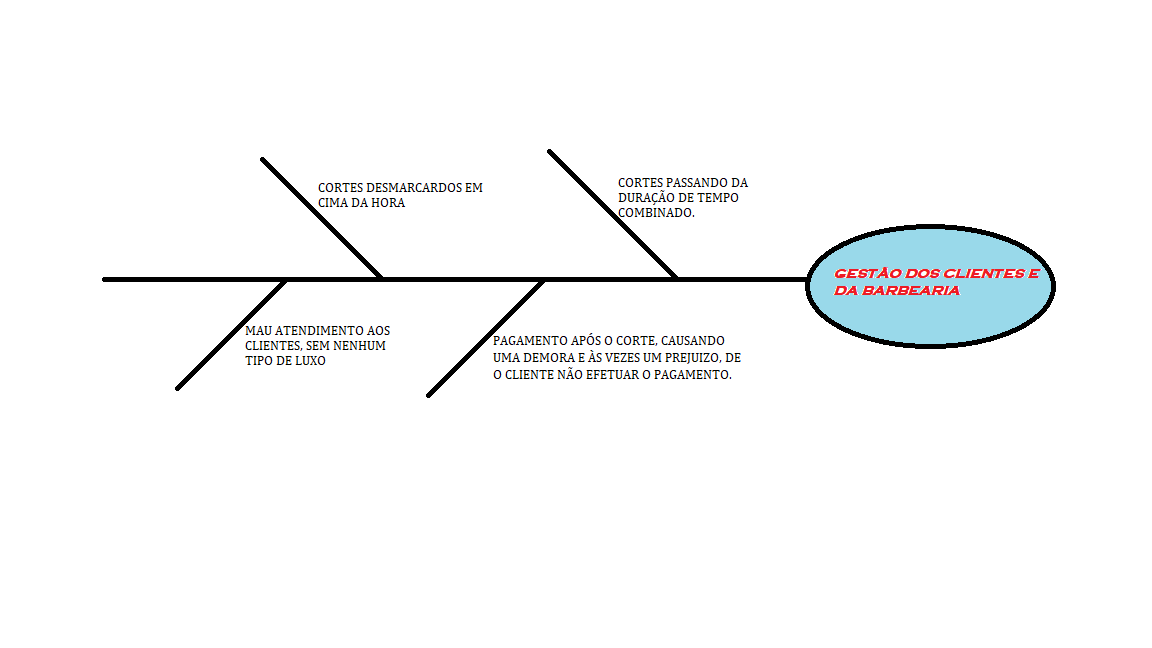 CORTES DESMARCARDOS EM
CIMA DA HORA
CORTES PASSANDO DA
DURAÇÃO DE TEMPO
COMBINADO.
GESTÃO DOS CLIENTES E
DA BARBEARIA
MAU ATENDIMENTO AOS
CLIENTES, SEM NENHUM
TIPO DE LUXO
PAGAMENTO APÓS O CORTE, CAUSANDO
UMA DEMORA E ÀS VEZES UM PREJUIZO, DE
O CLIENTE NÃO EFETUAR O PAGAMENTO.